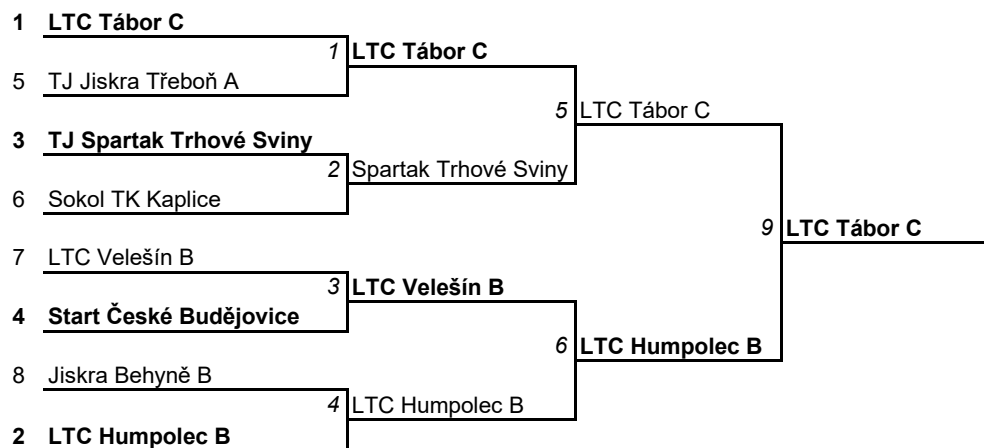 1 LTC Tábor C
1 LTC Tábor C
5 TJ Jiskra Třeboň A
5 LTC Tábor C
3 TJ Spartak Trhové Sviny
2 Spartak Trhové Sviny
6 Sokol TK Kaplice
9 LTC Tábor C
7 LTC Velešín B
3 LTC Velešín B
4 Start České Budějovice
6 LTC Humpolec B
8 Jiskra Behyně B
4 LTC Humpolec B
2 LTC Humpolec B